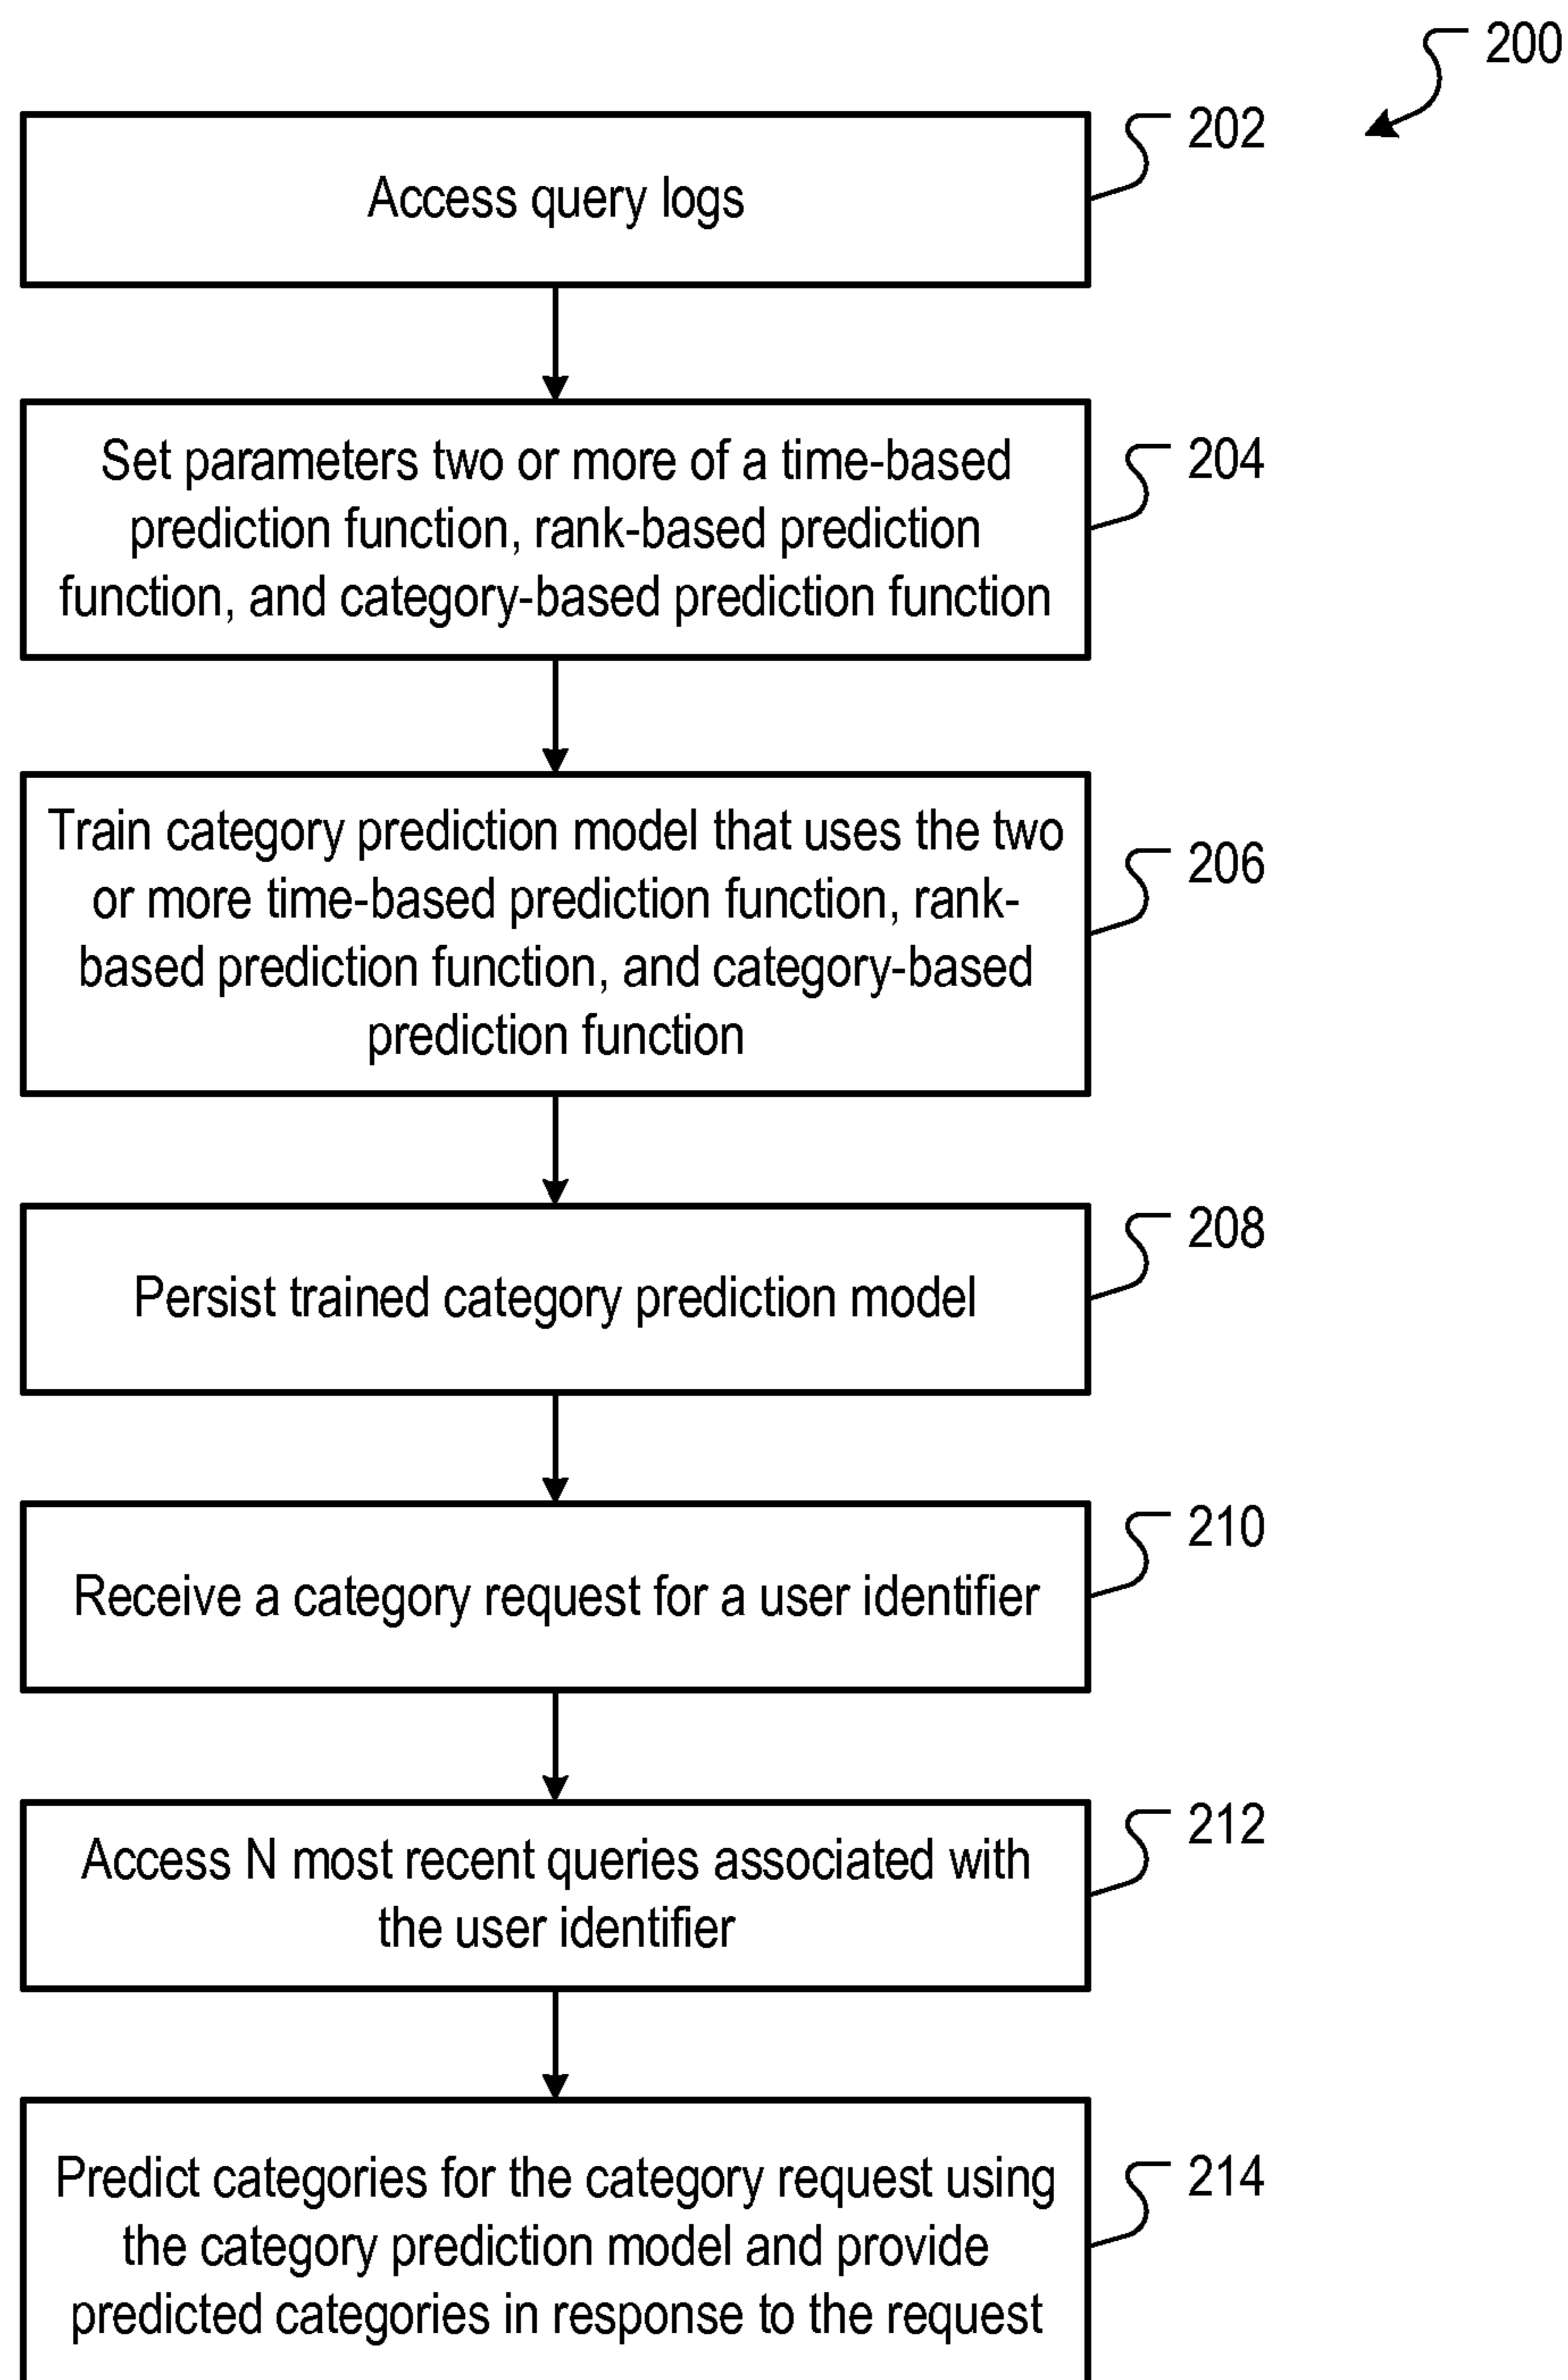 200
202
Access query logs
204
Set parameters two or more of a time-based
prediction function, rank-based prediction
function, and category-based prediction function
206
Train category prediction model that uses the two
or more time-based prediction function, rank-
based prediction function, and category-based
prediction function
208
Persist trained category prediction model
210
Receive a category request for a user identifier
212
Access N most recent queries associated with
the user identifier
214
Predict categories for the category request using
the category prediction model and provide
predicted categories in response to the request